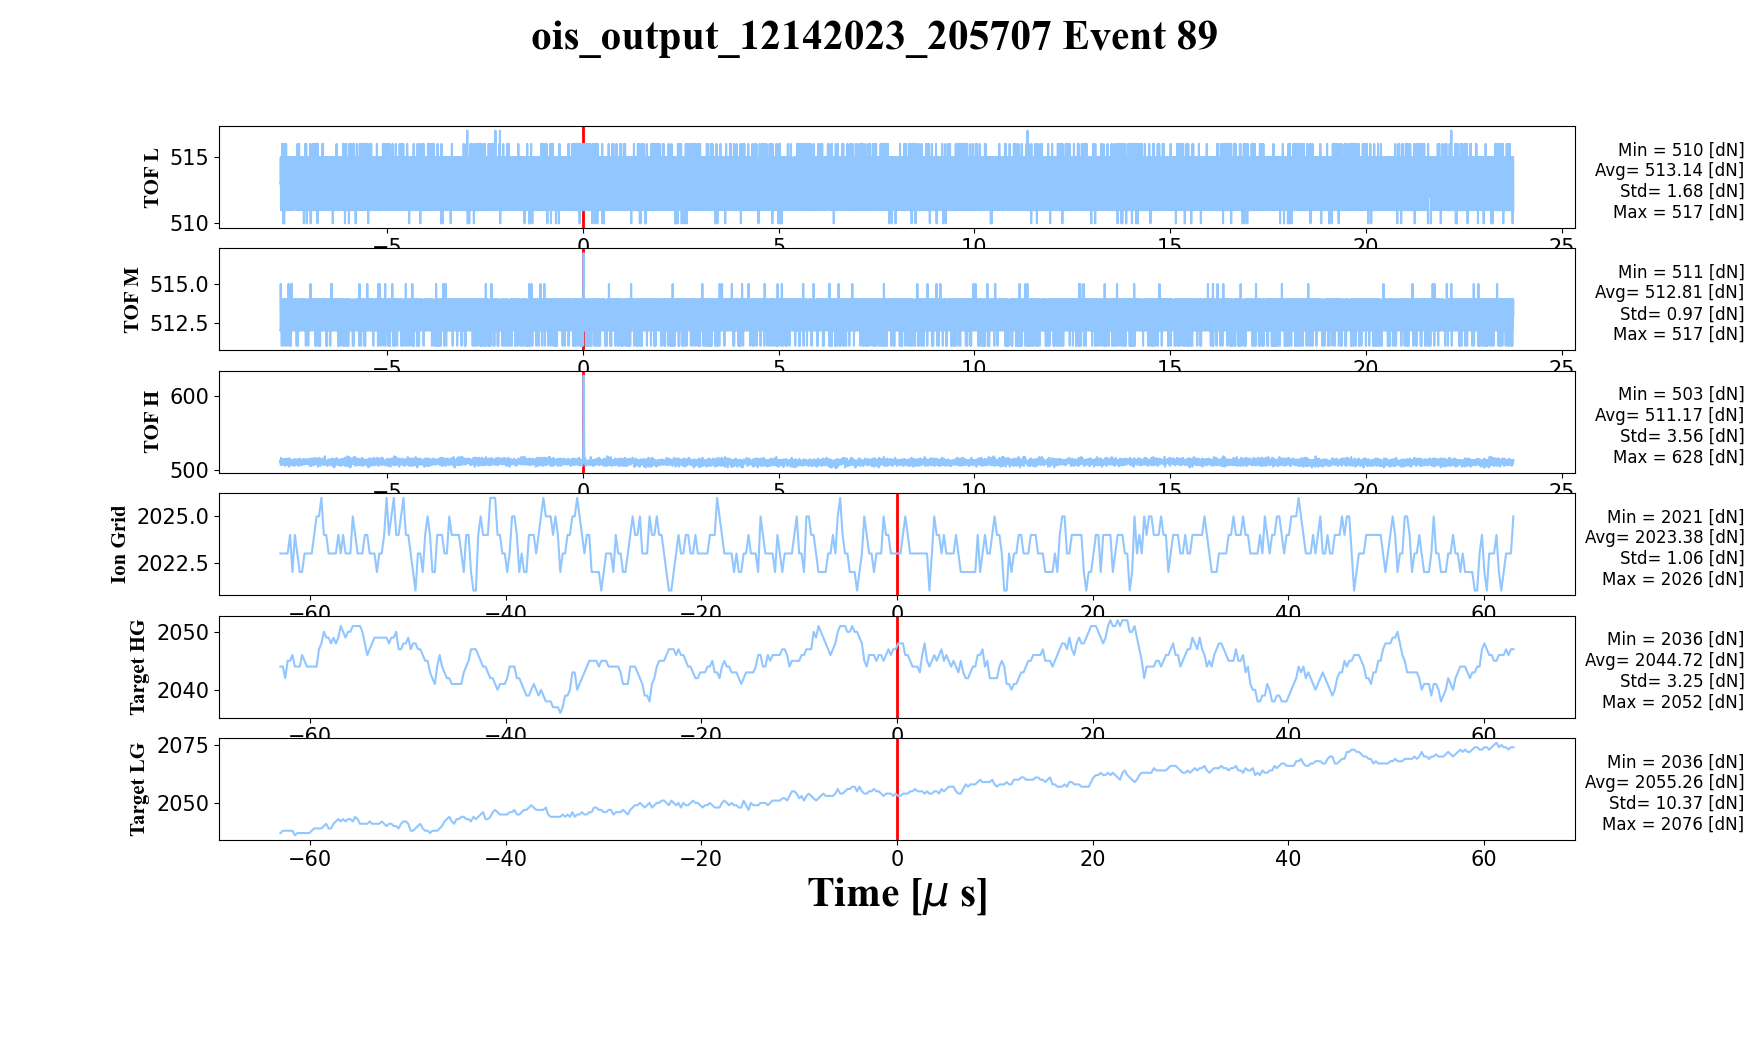 ois_output_12142023_205707 Event 89
TOF L
515
510
−5 0 5 10 15 20 25
Min = 510 [dN]
Avg= 513.14 [dN]
Std= 1.68 [dN]
Max = 517 [dN]
TOF M
515.0
512.5
−5 0 5 10 15 20 25
Min = 511 [dN]
Avg= 512.81 [dN]
Std= 0.97 [dN]
Max = 517 [dN]
TOF H
600
500
−5 0 5 10 15 20 25
Min = 503 [dN]
Avg= 511.17 [dN]
Std= 3.56 [dN]
Max = 628 [dN]
Ion Grid
2025.0
2022.5
−60 −40 −20 0 20 40 60
Min = 2021 [dN]
Avg= 2023.38 [dN]
Std= 1.06 [dN]
Max = 2026 [dN]
Target HG
2050
2040
−60 −40 −20 0 20 40 60
Min = 2036 [dN]
Avg= 2044.72 [dN]
Std= 3.25 [dN]
Max = 2052 [dN]
Target LG
2075
2050
−60 −40 −20 0 20 40 60
Min = 2036 [dN]
Avg= 2055.26 [dN]
Std= 10.37 [dN]
Max = 2076 [dN]
Time [μ s]